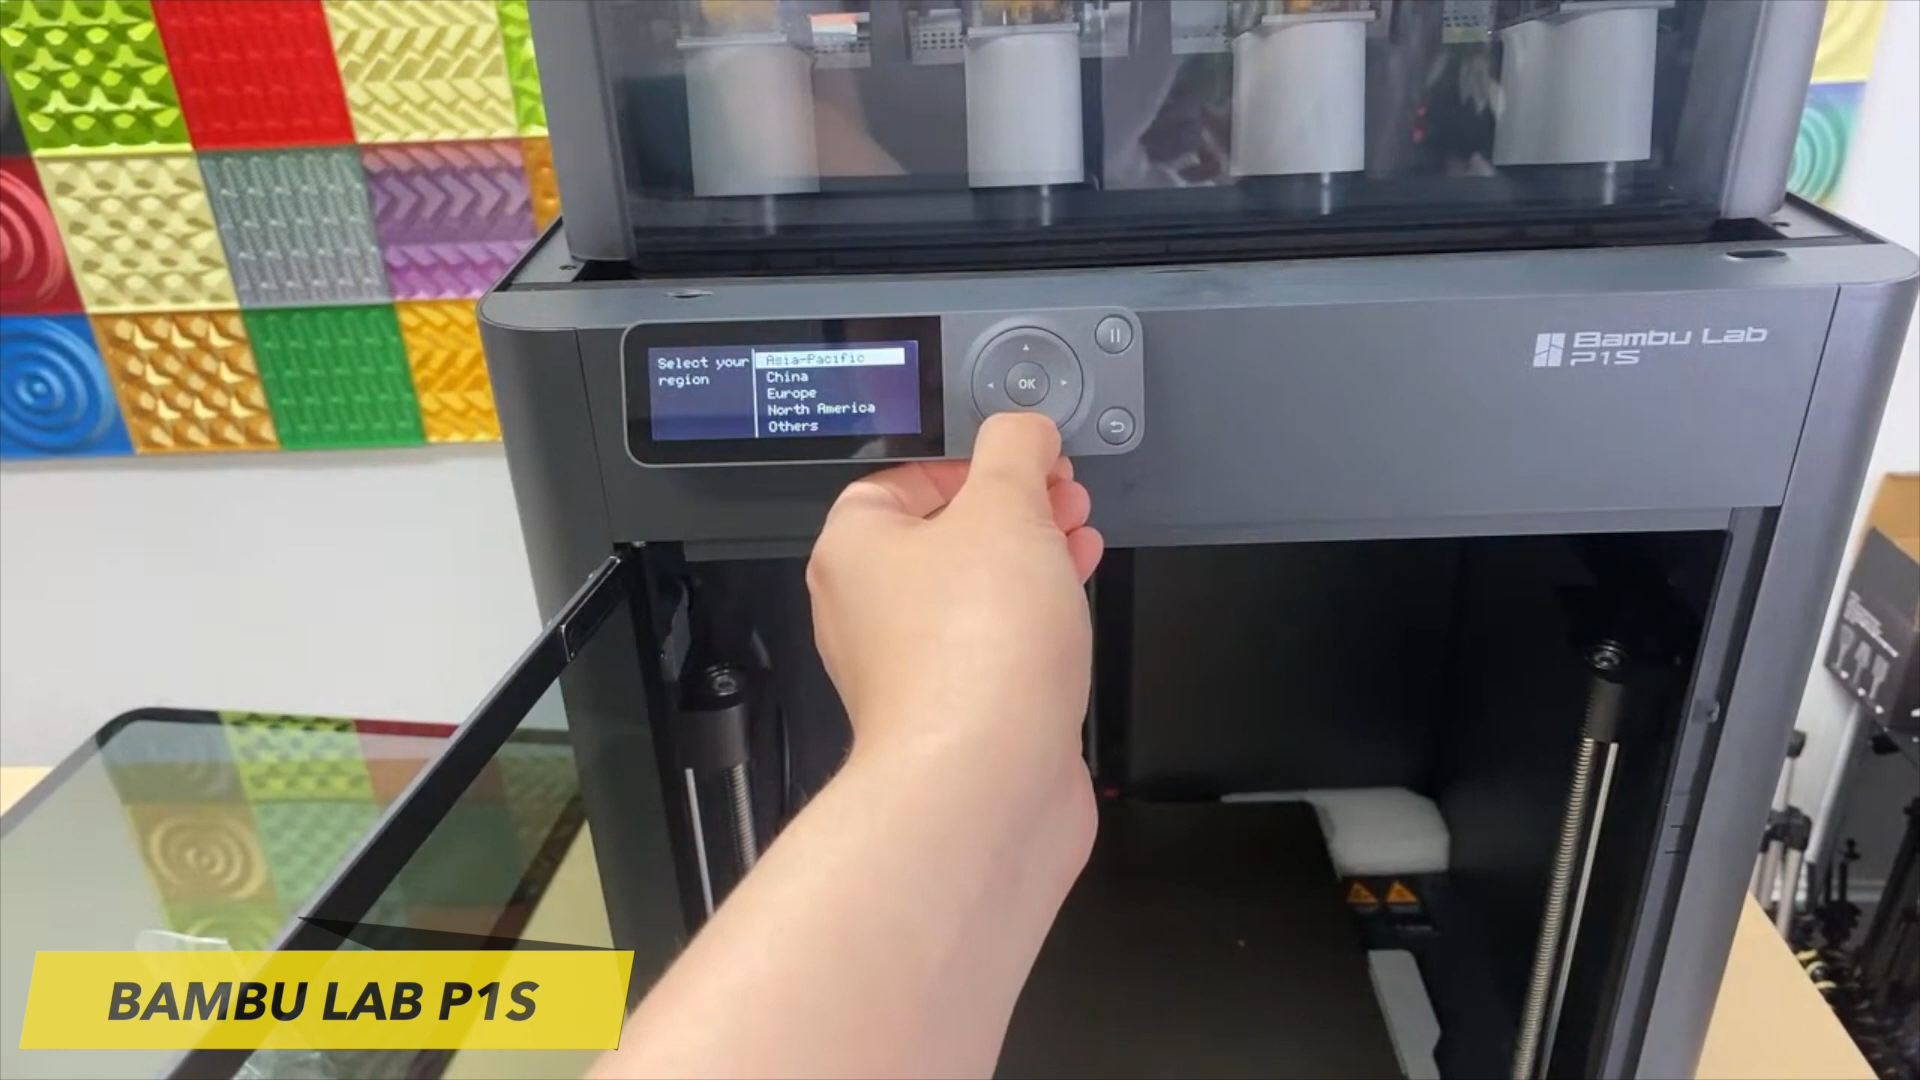 Bambu Lab
P1S
Select your
region
Asia-Pacific
China
Europe
North America
Others
OK
BAMBU LAB P1S